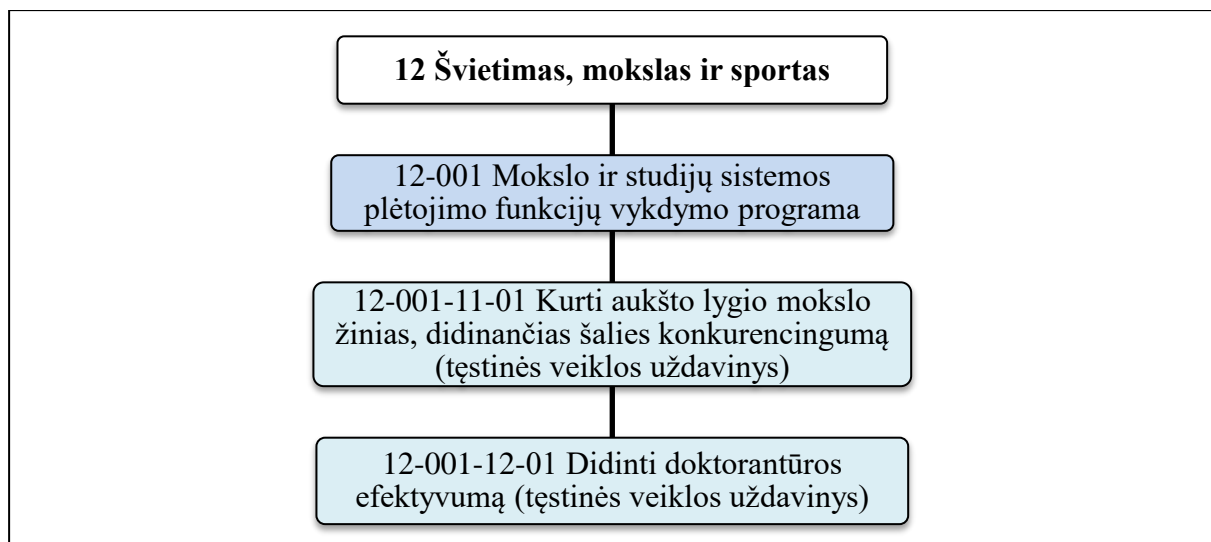 12 Švietimas, mokslas ir sportas
12-001 Mokslo ir studijų sistemos
plėtojimo funkcijų vykdymo programa
12-001-11-01 Kurti aukšto lygio mokslo
žinias, didinančias šalies konkurencingumą
(tęstinės veiklos uždavinys)
12-001-12-01 Didinti doktorantūros
efektyvumą (tęstinės veiklos uždavinys)